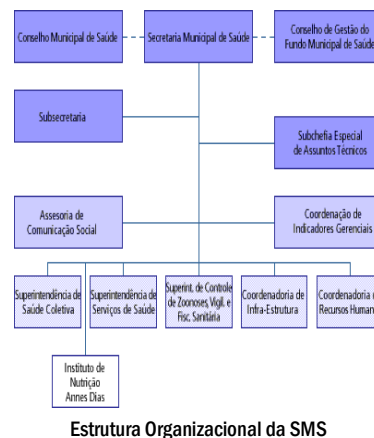 Conselho Municipal de Saúde
Secretaria Municipal de Saúde
Conselho de Gestão do
Fundo Municipal de Saúde
Subsecretaria
Subchefia Especial
de Assuntos Técnicos
Assesoria de
Comunicação Social
Coordenação de
Indicadores Gerenciais
Superintendência de
Saúde Coletiva
Superintendência de
Serviços de Saúde
Superint. de Controle
de Zoonoses, Vigil. e
Fisc. Sanitária
Coordenadoria de
Infra-Estrutura
Coordenadoria d
Recursos Human
Instituto de
Nutrição
Annes Dias
Estrutura Organizacional da SMS